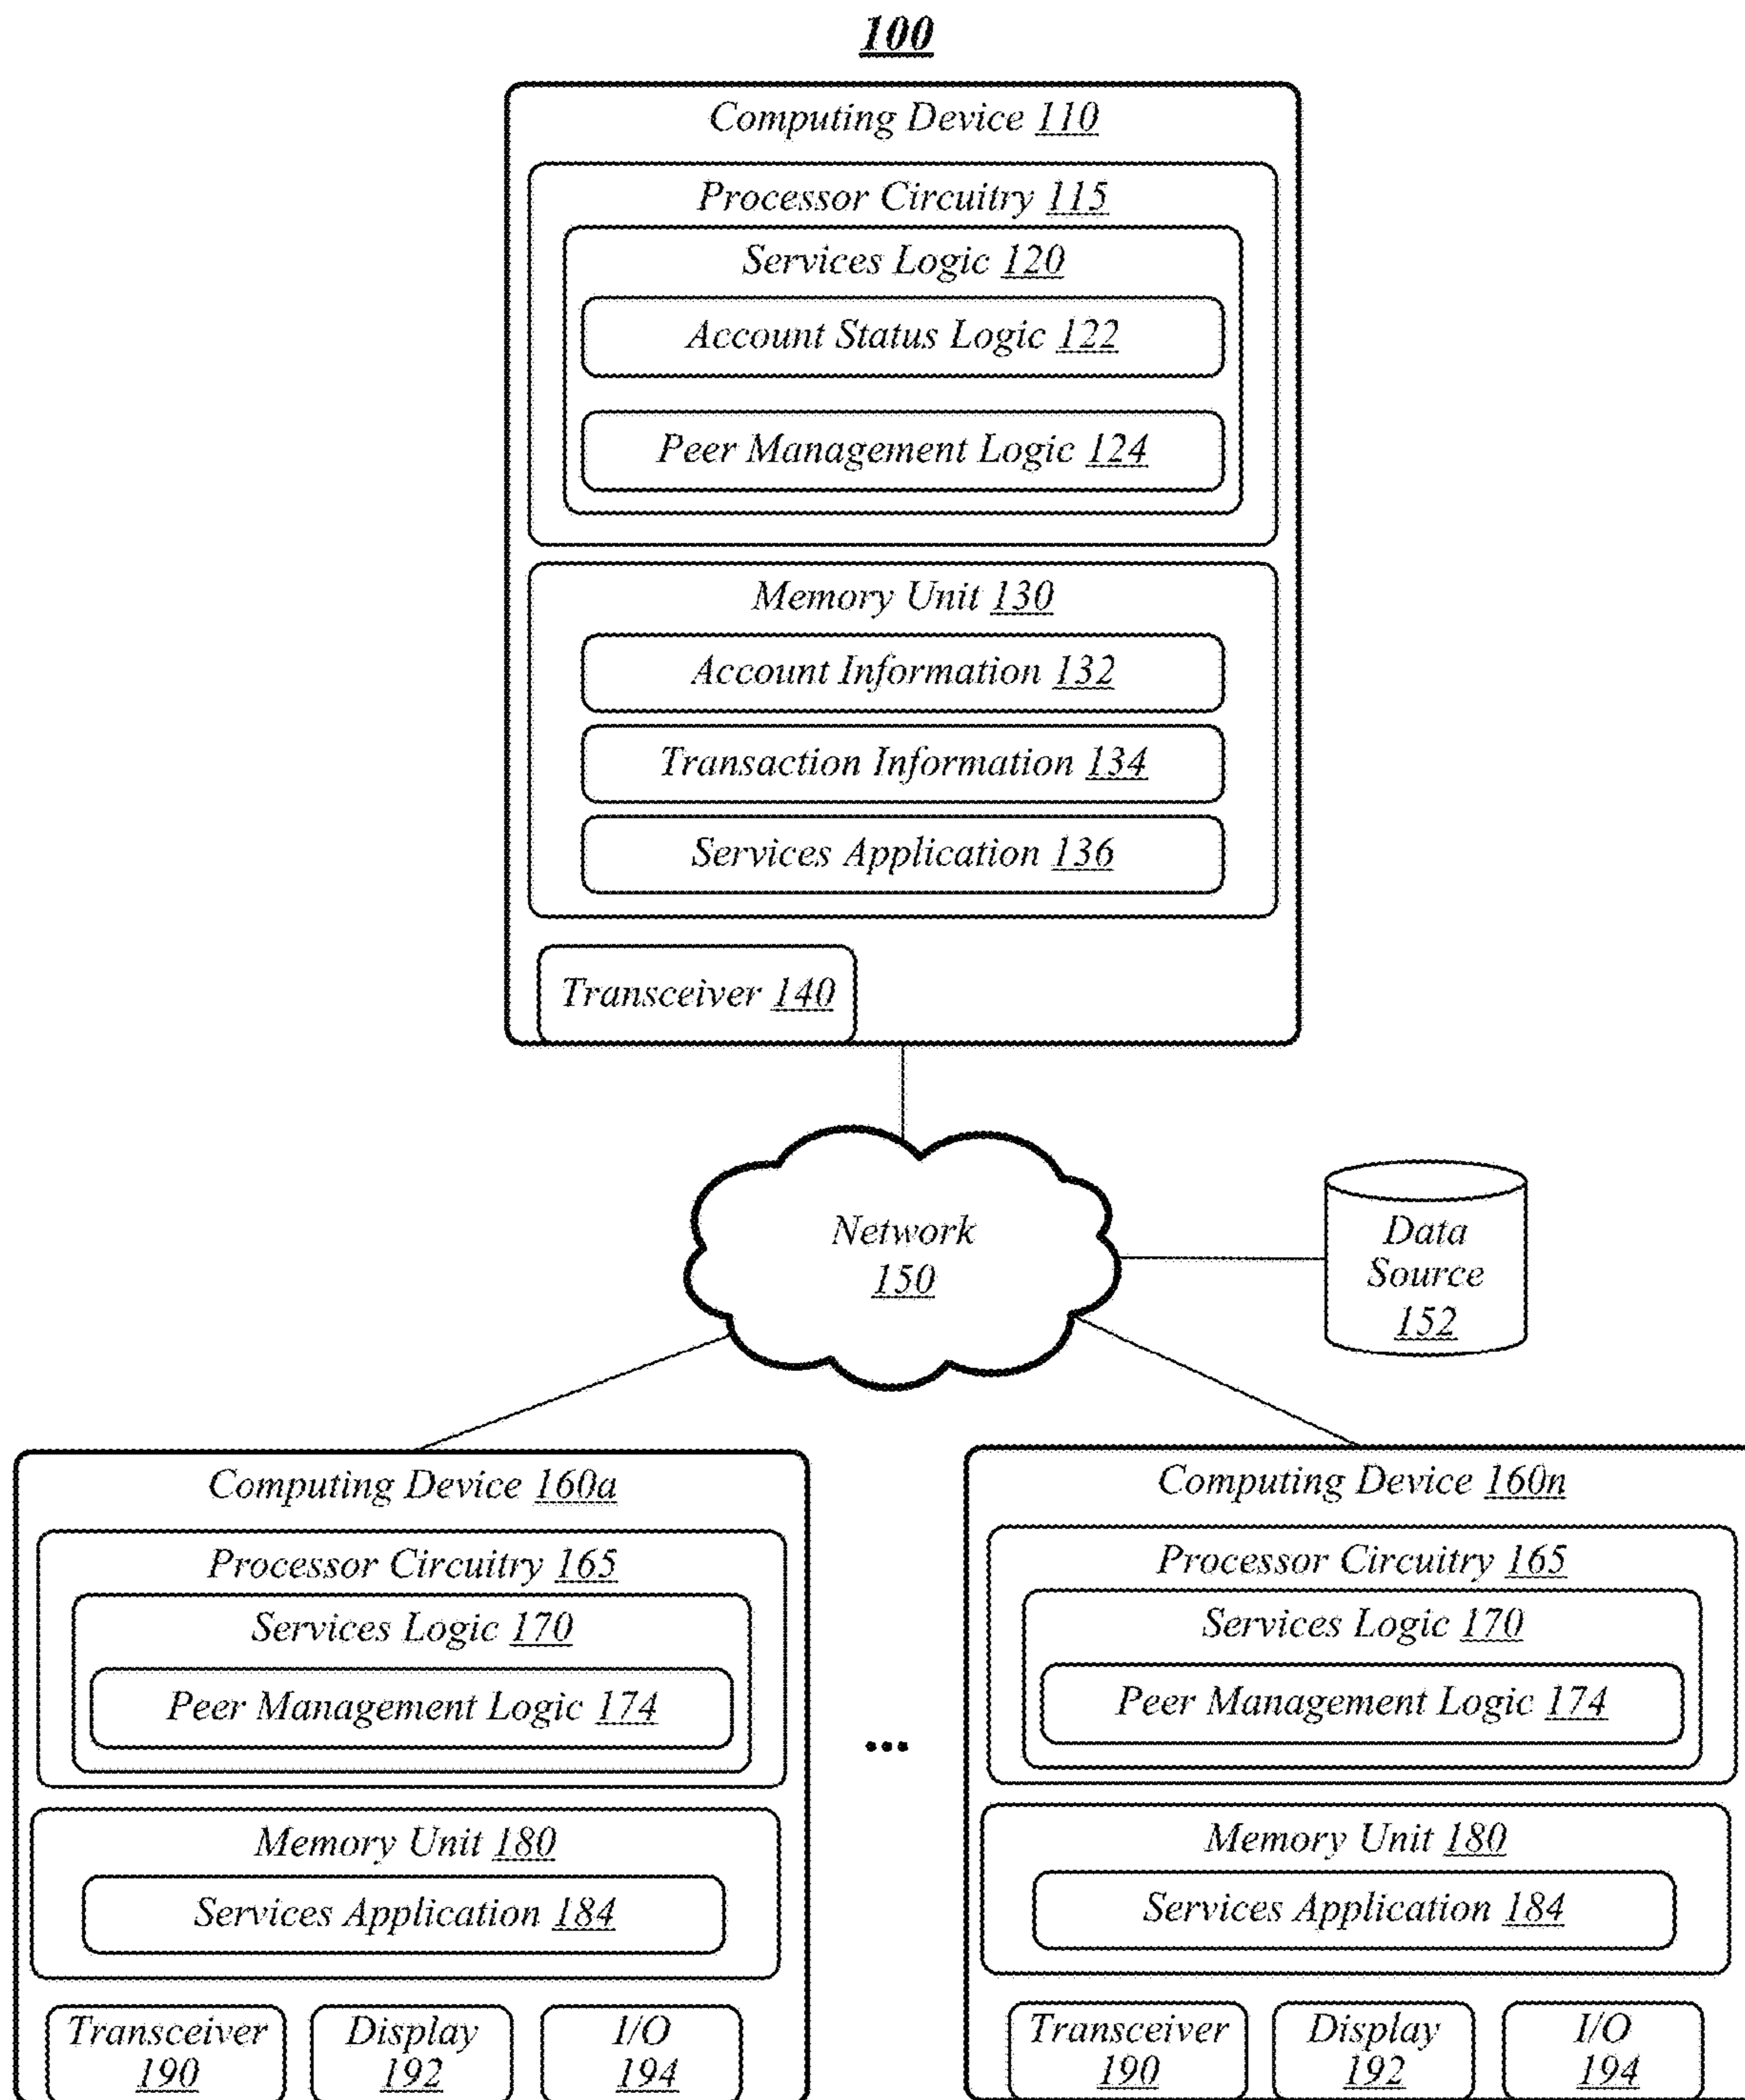 100
Computing Device 110
Processor Circuitry 115
Services Logic 120
Account Status Logic 122
Peer Management Logic 124
Memory Unit 130
Account Information 132
Transaction Information 134
Services Application 136
Transceiver 140
Network
150
Data
Source
152
Computing Device 160a
Processor Circuitry 165
Services Logic 170
Peer Management Logic 174
Memory Unit 180
Services Application 184
Transceiver
190
Display
192
I/O
194
...
Computing Device 160n
Processor Circuitry 165
Services Logic 170
Peer Management Logic 174
Memory Unit 180
Services Application 184
Transceiver
190
Display
192
I/O
194